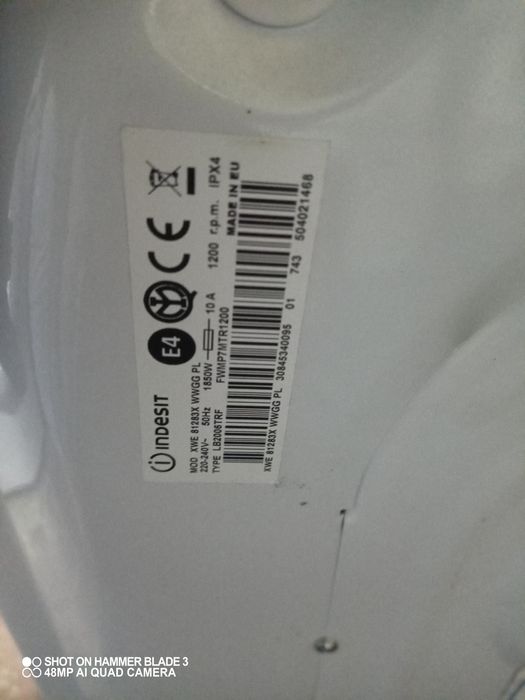 INDESIT
E4
MOD. XWE 81283X WWGG PL
220-240V~ 50Hz 1850W 10 A 1200 r.p.m. IPX4
TYPE LB2006TRF FWMP7MTR1200 MADE IN EU
XWE 81283X WWGG PL 30845340095 01 743 504021468
SHOT ON HAMMER BLADE 3
48MP AI QUAD CAMERA